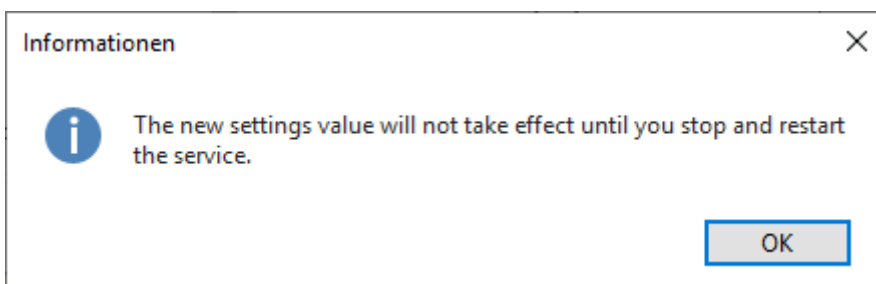 Informationen
The new settings value will not take effect until you stop and restart
the service.
OK